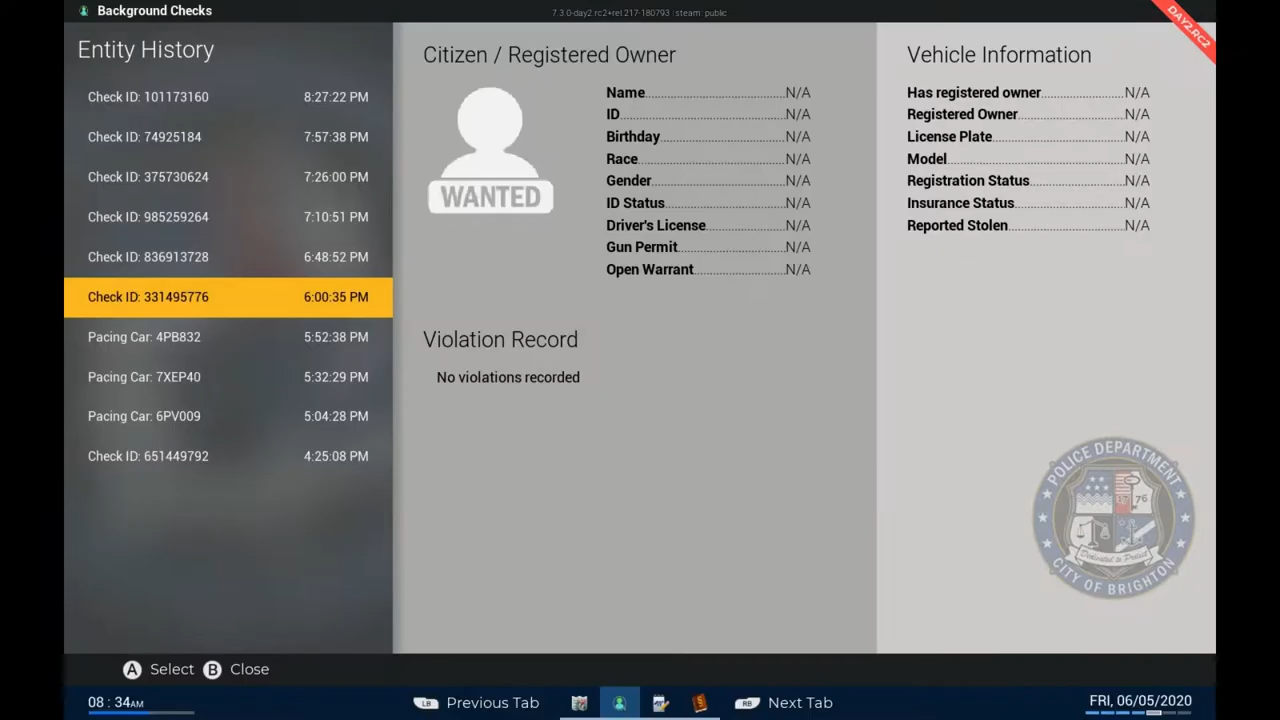 Background Checks
7.3.0-day2.rc2+rel.217-180793 | steam: public
DAY2.RC2
Entity History
Check ID: 101173160 8:27:22 PM
Check ID: 74925184 7:57:38 PM
Check ID: 375730624 7:26:00 PM
Check ID: 985259264 7:10:51 PM
Check ID: 836913728 6:48:52 PM
Check ID: 331495776 6:00:35 PM
Pacing Car: 4PB832 5:52:38 PM
Pacing Car: 7XEP40 5:32:29 PM
Pacing Car: 6PV009 5:04:28 PM
Check ID: 651449792 4:25:08 PM
Citizen / Registered Owner
WANTED
Name N/A
ID N/A
Birthday N/A
Race N/A
Gender N/A
ID Status N/A
Driver's License N/A
Gun Permit N/A
Open Warrant N/A
Violation Record
No violations recorded
Vehicle Information
Has registered owner N/A
Registered Owner N/A
License Plate N/A
Model N/A
Registration Status N/A
Insurance Status N/A
Reported Stolen N/A
POLICE DEPARTMENT
17 76
Dedicated to Protect
CITY OF BRIGHTON
A Select B Close
08 : 34AM
LB Previous Tab
RB Next Tab
FRI, 06/05/2020